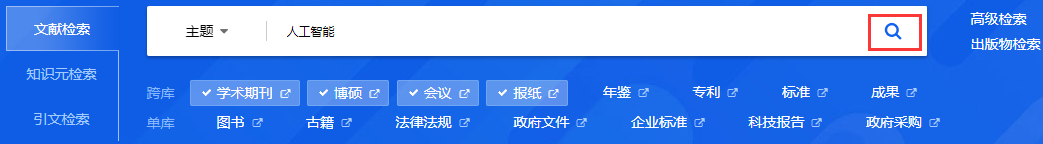 文献检索
主题
人工智能
高级检索
出版物检索
知识元检索
引文检索
跨库 学术期刊 博硕 会议 报纸 年鉴 专利 标准 成果
单库 图书 古籍 法律法规 政府文件 企业标准 科技报告 政府采购